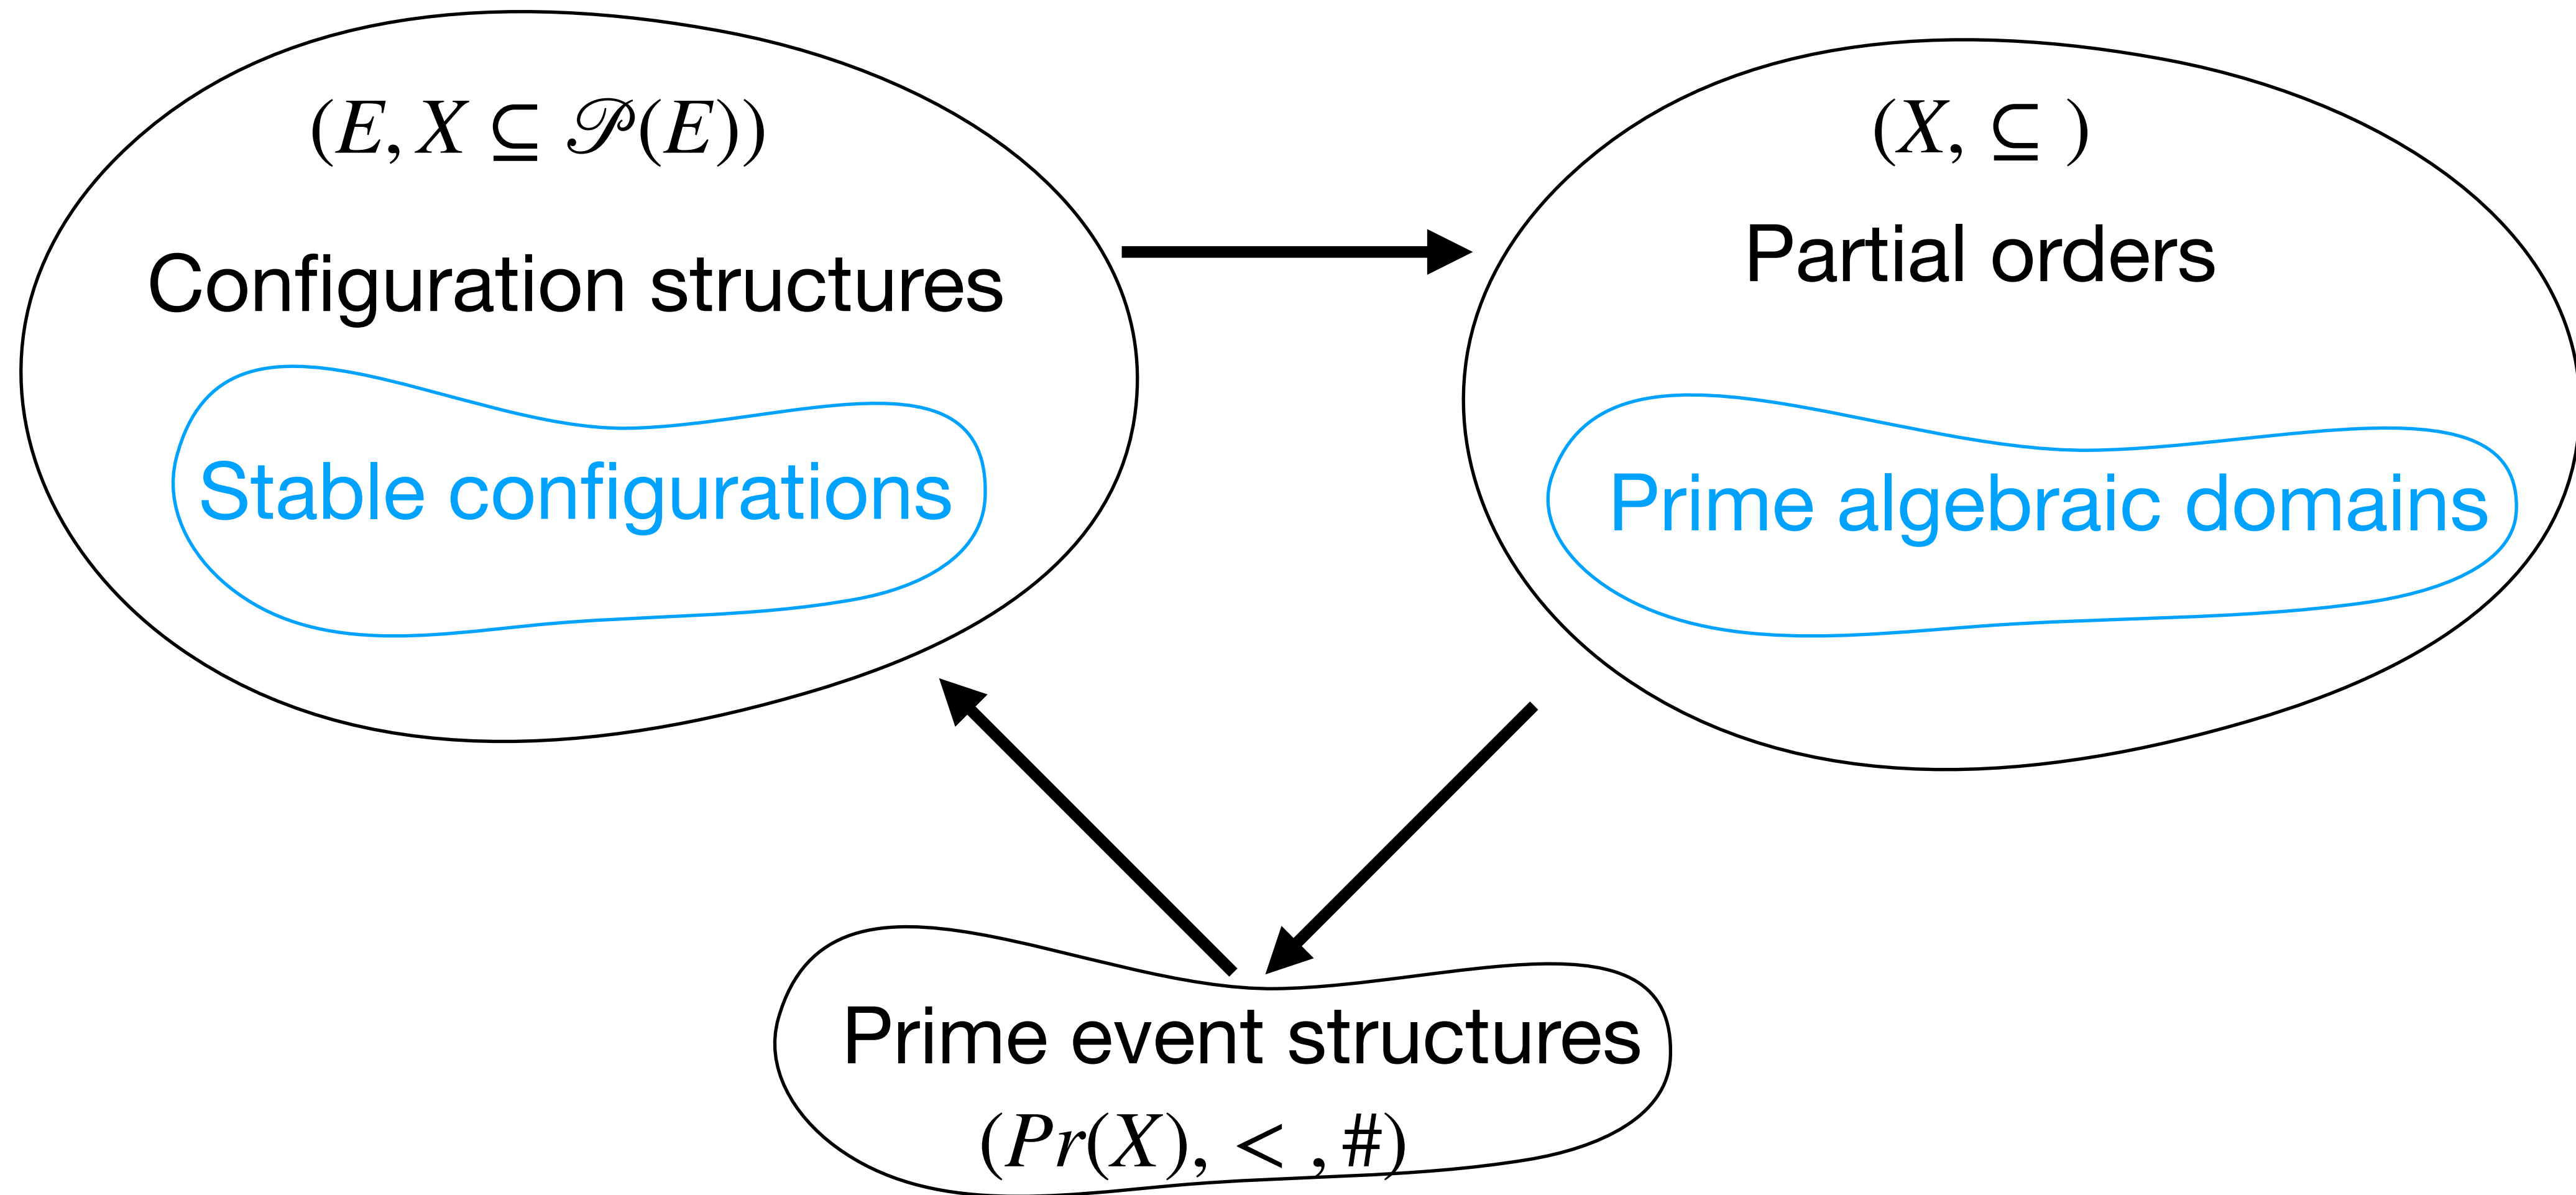 (E, X ⊆ 𝒫(E))
Configuration structures
Stable configurations
(X, ⊆ )
Partial orders
Prime algebraic domains
Prime event structures
(Pr(X), < , #)